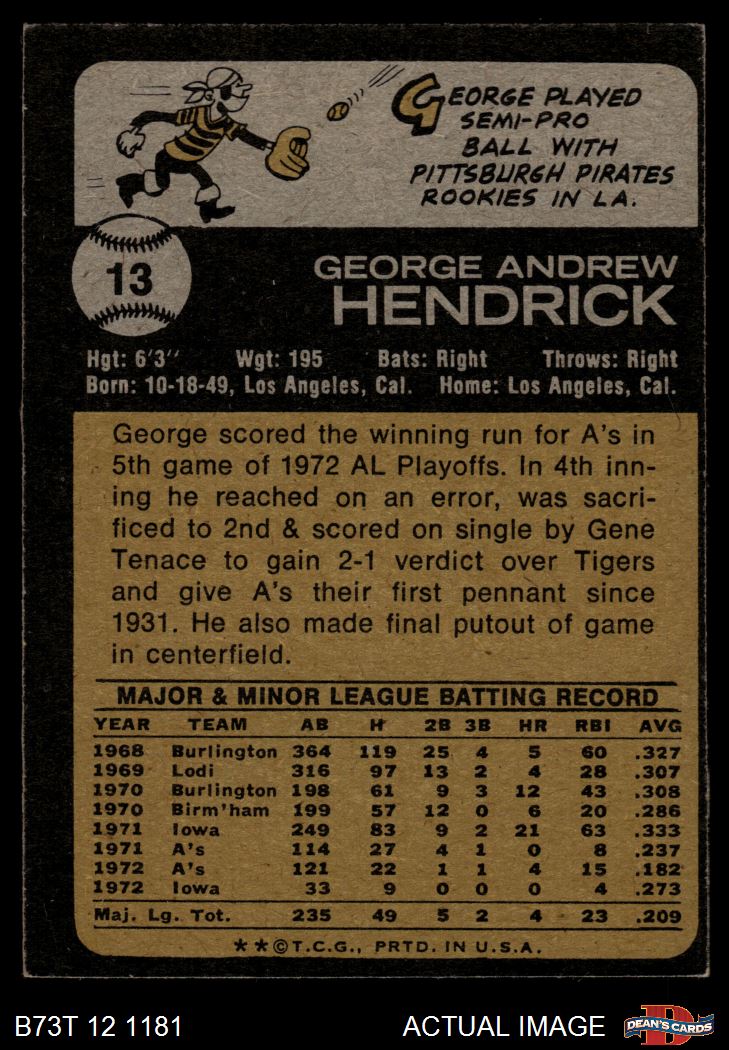 GEORGE PLAYED
SEMI-PRO
BALL WITH
PITTSBURGH PIRATES
ROOKIES IN LA.
13
GEORGE ANDREW
HENDRICK
Hgt: 6'3" Wgt: 195 Bats: Right Throws: Right
Born: 10-18-49, Los Angeles, Cal. Home: Los Angeles, Cal.
George scored the winning run for A's in
5th game of 1972 AL Playoffs. In 4th inn-
ing he reached on an error, was sacri-
ficed to 2nd & scored on single by Gene
Tenace to gain 2-1 verdict over Tigers
and give A's their first pennant since
1931. He also made final putout of game
in centerfield.
MAJOR & MINOR LEAGUE BATTING RECORD
YEAR TEAM AB H 2B 3B HR RBI AVG
1968 Burlington 364 119 25 4 5 60 .327
1969 Lodi 316 97 13 2 4 28 .307
1970 Burlington 198 61 9 3 12 43 .308
1970 Birm'ham 199 57 12 0 6 20 .286
1971 Iowa 249 83 9 2 21 63 .333
1971 A's 114 27 4 1 0 8 .237
1972 A's 121 22 1 1 4 15 .182
1972 Iowa 33 9 0 0 0 4 .273
Maj. Lg. Tot. 235 49 5 2 4 23 .209
**©T.C.G., PRTD. IN U.S.A.
B73T 12 1181 ACTUAL IMAGE
D
DEAN'S CARDS